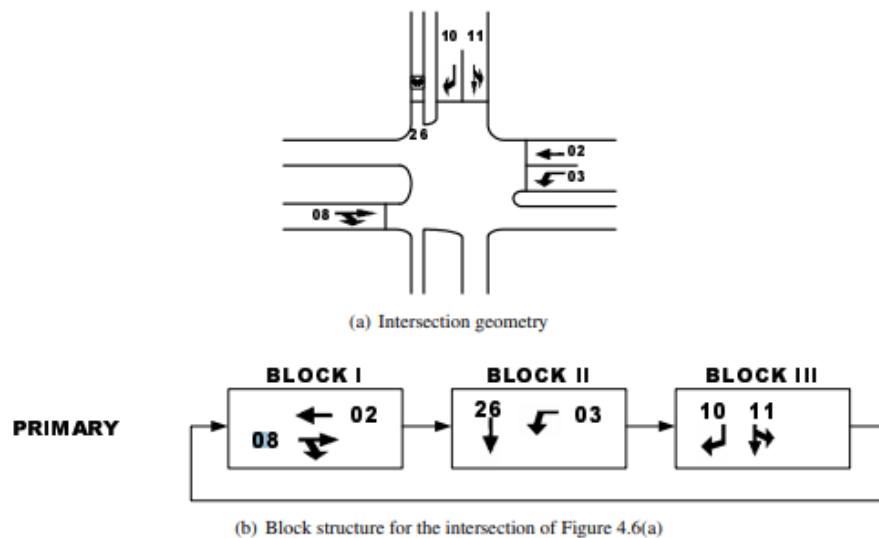 10 11
26
02
03
08
(a) Intersection geometry
BLOCK I BLOCK II BLOCK III
PRIMARY
02 26 03 10 11
08
(b) Block structure for the intersection of Figure 4.6(a)